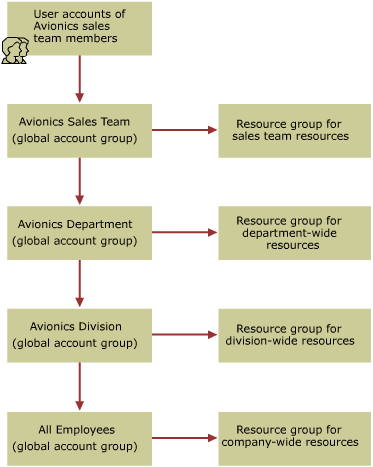 User accounts of
Avionics sales
team members
Avionics Sales Team
(global account group)
Resource group for
sales team resources
Avionics Department
(global account group)
Resource group for
department-wide
resources
Avionics Division
(global account group)
Resource group for
division-wide resources
All Employees
(global account group)
Resource group for
company-wide resources